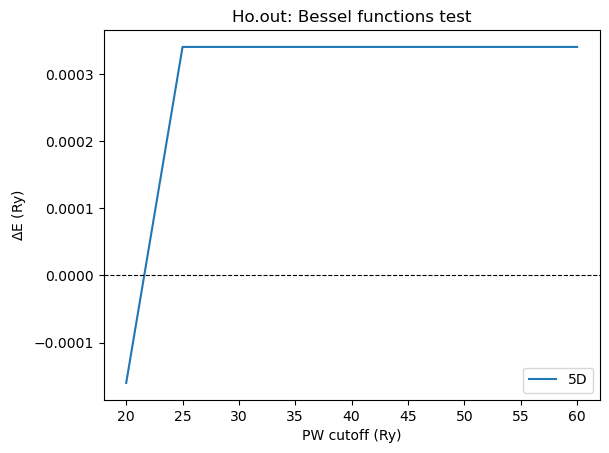 Ho.out: Bessel functions test
ΔE (Ry)
0.0003
0.0002
0.0001
0.0000
−0.0001
5D
20 25 30 35 40 45 50 55 60
PW cutoff (Ry)